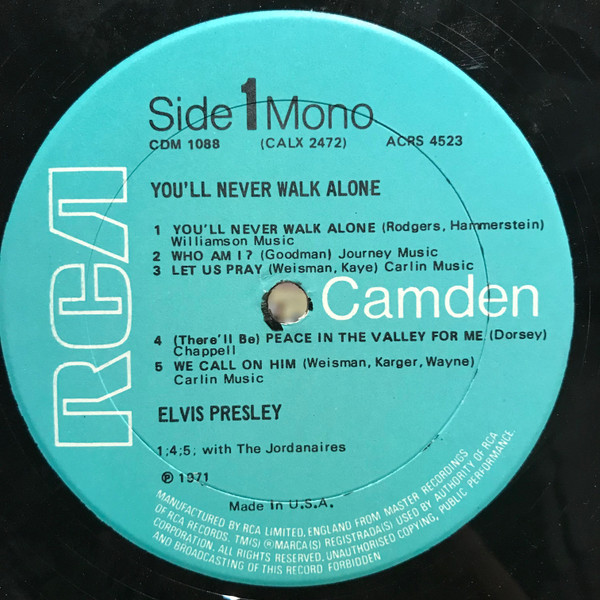 Side 1 Mono
CDM 1088 (CALX 2472) ACRS 4523
YOU'LL NEVER WALK ALONE
1 YOU'LL NEVER WALK ALONE (Rodgers, Hammerstein)
Williamson Music
2 WHO AM I? (Goodman) Journey Music
3 LET US PRAY (Weisman, Kaye) Carlin Music
RCA
Camden
4 (There'll Be) PEACE IN THE VALLEY FOR ME (Dorsey)
Chappell
5 WE CALL ON HIM (Weisman, Karger, Wayne)
Carlin Music
ELVIS PRESLEY
1;4;5; with The Jordanaires
℗ 1971
Made in U.S.A.
MANUFACTURED BY RCA LIMITED, ENGLAND FROM MASTER RECORDINGS
OF RCA RECORDS. TM(S) ® MARCA(S) REGISTRADA(S) USED BY AUTHORITY OF RCA
CORPORATION. ALL RIGHTS RESERVED. UNAUTHORISED COPYING, PUBLIC PERFORMANCE,
AND BROADCASTING OF THIS RECORD FORBIDDEN